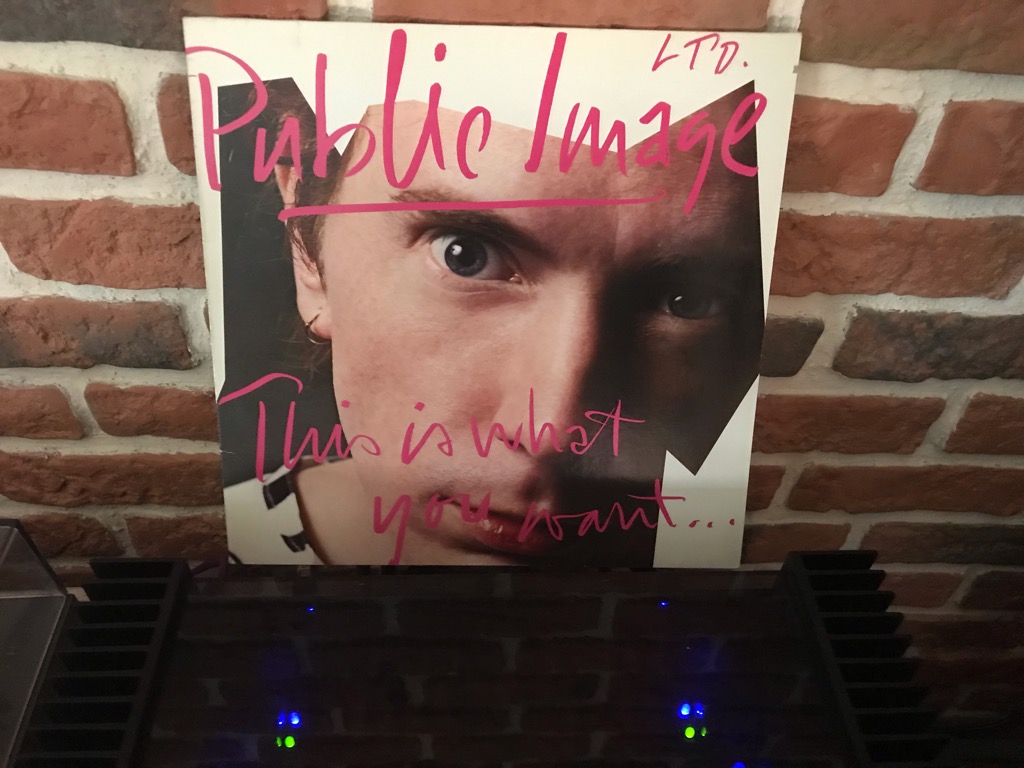 LTD.
Public Image
This is what
you want...